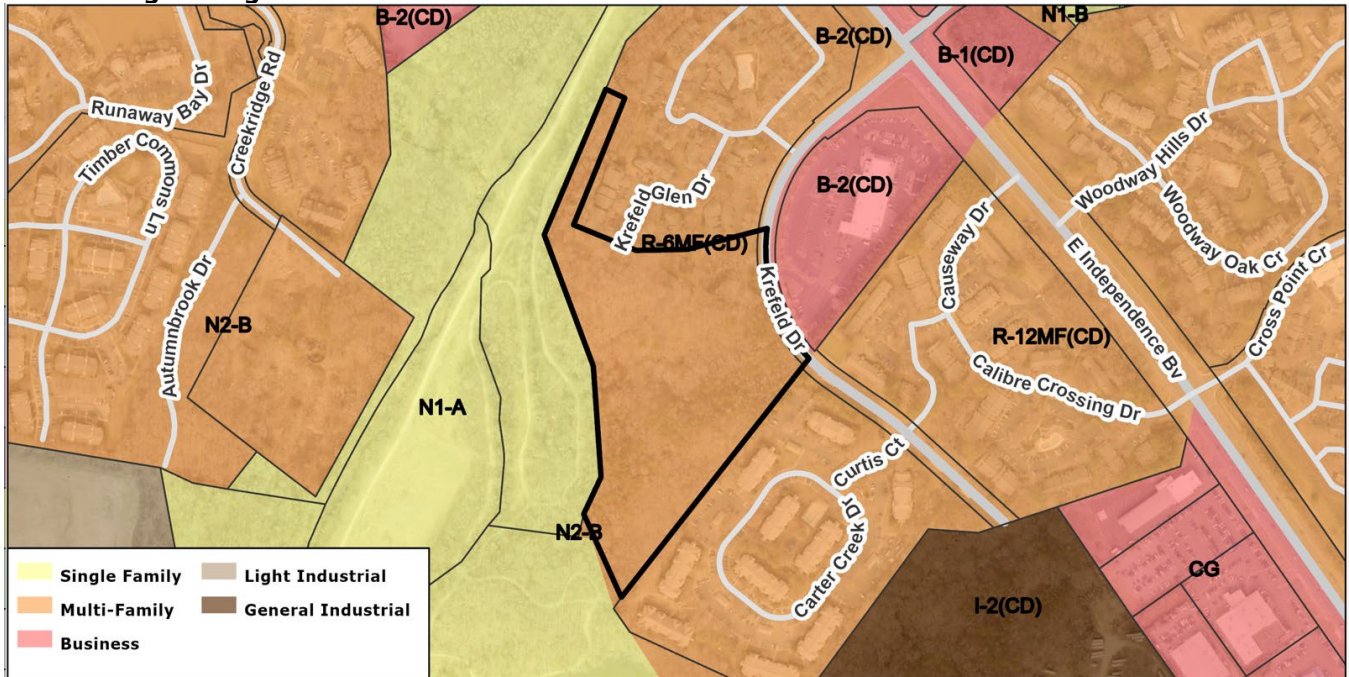 B-2(CD)
N1-B
B-2(CD)
B-1(CD)
Runaway Bay Dr
Creekridge Rd
Timber Commons Ln
Woodway Hills Dr
B-2(CD)
Krefeld Glen Dr
R-6MF(CD)
Causeway Dr
Woodway Oak Cr
E Independence Bv
Cross Point Cr
Krefeld Dr
Autumnbrook Dr
N2-B
R-12MF(CD)
Calibre Crossing Dr
N1-A
Curtis Ct
N2-B
Carter Creek Dr
CG
I-2(CD)
Single Family
Light Industrial
Multi-Family
General Industrial
Business